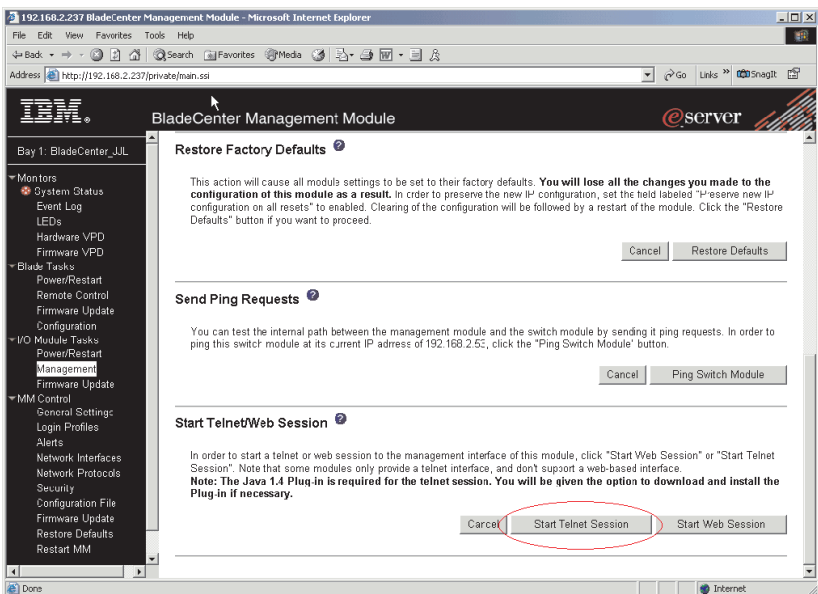 192.168.2.237 BladeCenter Management Module - Microsoft Internet Explorer
File Edit View Favorites Tools Help
Back Search Favorites Media
Address http://192.168.2.237/private/main.ssi Go Links » SnagIt
IBM.
BladeCenter Management Module
@server
Bay 1: BladeCenter_JJL
Monitors
System Status
Event Log
LEDs
Hardware VPD
Firmware VPD
Blade Tasks
Power/Restart
Remote Control
Firmware Update
Configuration
I/O Module Tasks
Power/Restart
Management
Firmware Update
MM Control
General Settings
Login Profiles
Alerts
Network Interfaces
Network Protocols
Security
Configuration File
Firmware Update
Restore Defaults
Restart MM
Restore Factory Defaults ?
This action will cause all module settings to be set to their factory defaults. You will lose all the changes you made to the
configuration of this module as a result. In order to preserve the new IP configuration, set the field labeled "Preserve new IP
configuration on all resets" to enabled. Clearing of the configuration will be followed by a restart of the module. Click the "Restore
Defaults" button if you want to proceed.
Cancel Restore Defaults
Send Ping Requests ?
You can test the internal path between the management module and the switch module by sending it ping requests. In order to
ping this switch module at its current IP address of 192.168.2.53, click the "Ping Switch Module" button.
Cancel Ping Switch Module
Start Telnet/Web Session ?
In order to start a telnet or web session to the management interface of this module, click "Start Web Session" or "Start Telnet
Session". Note that some modules only provide a telnet interface, and don't support a web-based interface.
Note: The Java 1.4 Plug-in is required for the telnet session. You will be given the option to download and install the
Plug-in if necessary.
Cancel Start Telnet Session Start Web Session
Done Internet